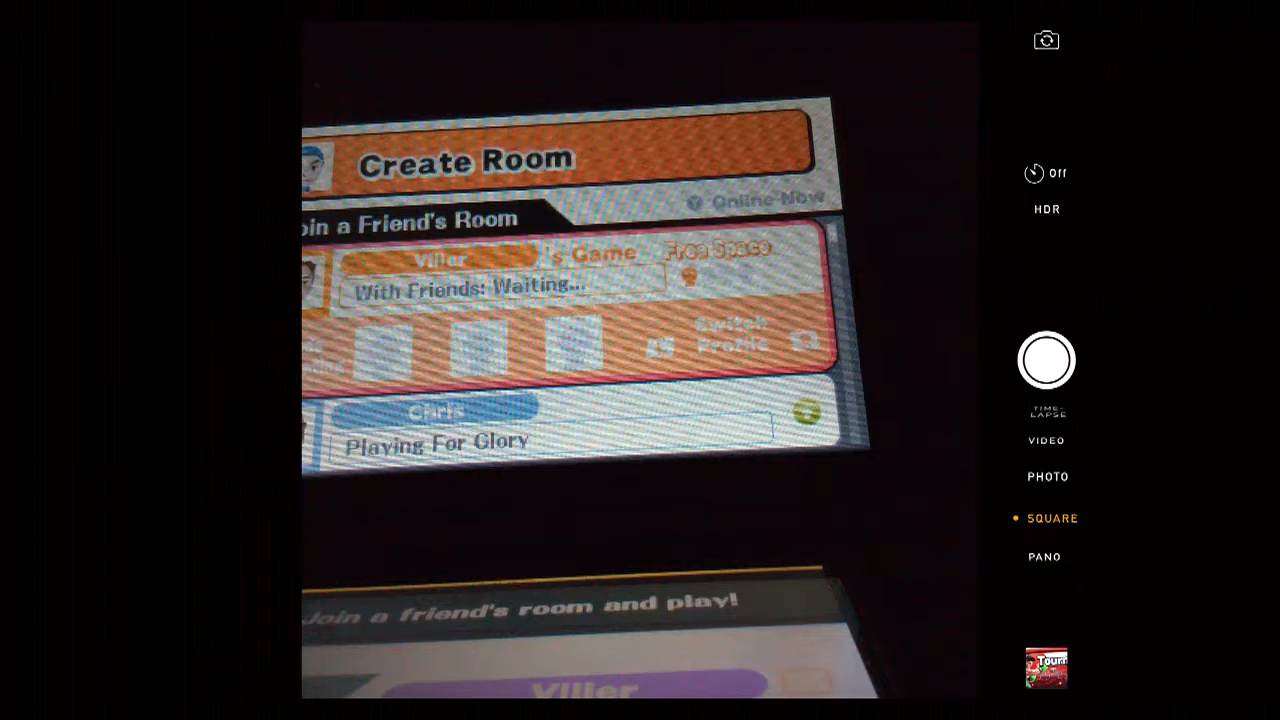 Create Room
Online Now
oin a Friend's Room
Viller 's Game Free Space
With Friends: Waiting...
Switch
Profile
Chris
Playing For Glory
Join a friend's room and play!
Viller
Off
HDR
TIME-
LAPSE
VIDEO
PHOTO
SQUARE
PANO
Tourn